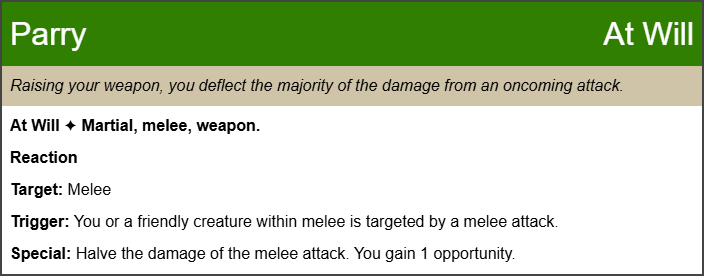 Parry At Will
Raising your weapon, you deflect the majority of the damage from an oncoming attack.
At Will ✦ Martial, melee, weapon.
Reaction
Target: Melee
Trigger: You or a friendly creature within melee is targeted by a melee attack.
Special: Halve the damage of the melee attack. You gain 1 opportunity.